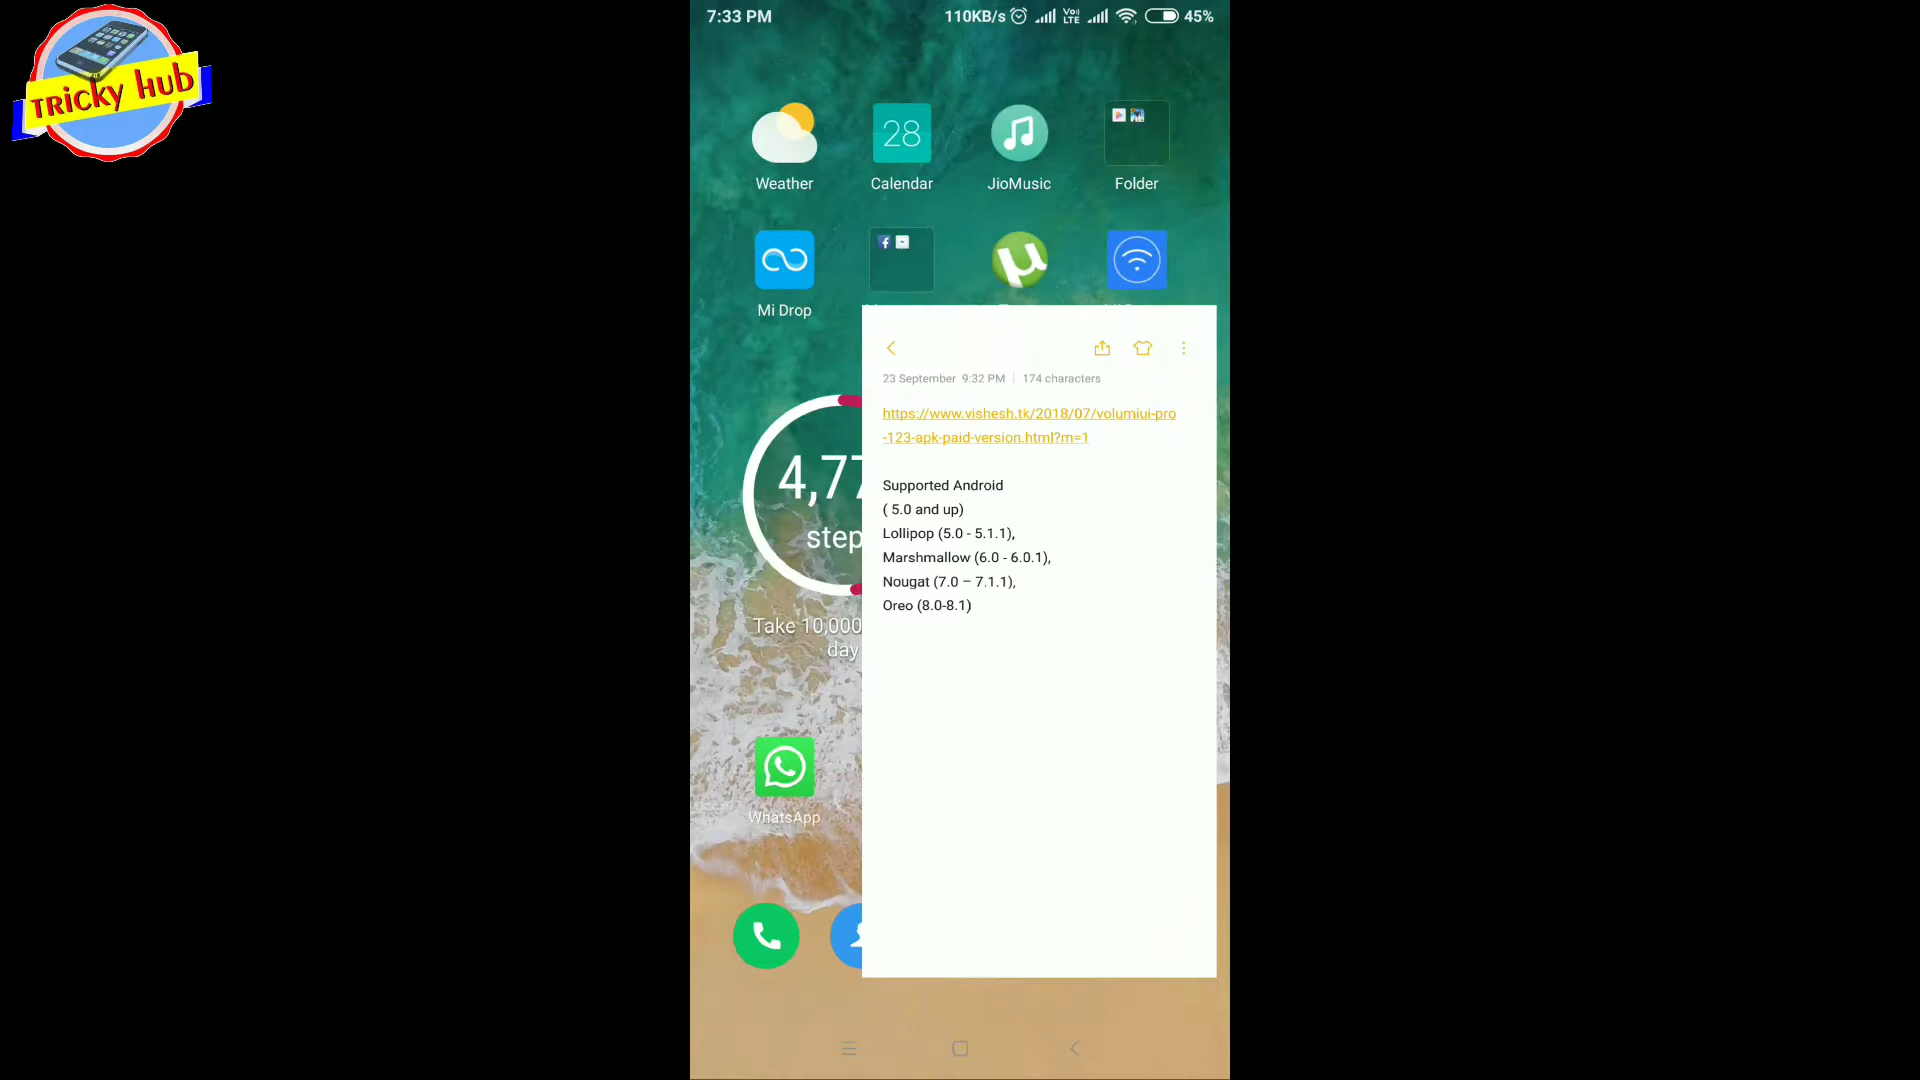 TRicky Hub
7:33 PM
110KB/s
Vo)
LTE
45%
28
Weather
Calendar
JioMusic
Folder
Mi Drop
23 September 9:32 PM
174 characters
https://www.vishesh.tk/2018/07/volumiui-pro
-123-apk-paid-version.html?m=1
Supported Android
( 5.0 and up)
Lollipop (5.0 - 5.1.1),
Marshmallow (6.0 - 6.0.1),
Nougat (7.0 – 7.1.1),
Oreo (8.0-8.1)
4,77
step
Take 10,000
day
WhatsApp